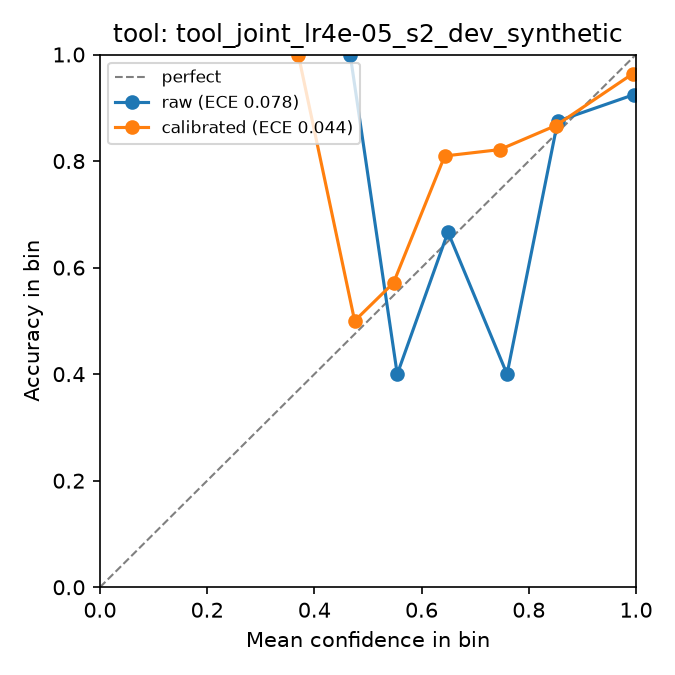 tool: tool_joint_lr4e-05_s2_dev_synthetic
perfect
raw (ECE 0.078)
calibrated (ECE 0.044)
Accuracy in bin
1.0
0.8
0.6
0.4
0.2
0.0
0.0 0.2 0.4 0.6 0.8 1.0
Mean confidence in bin